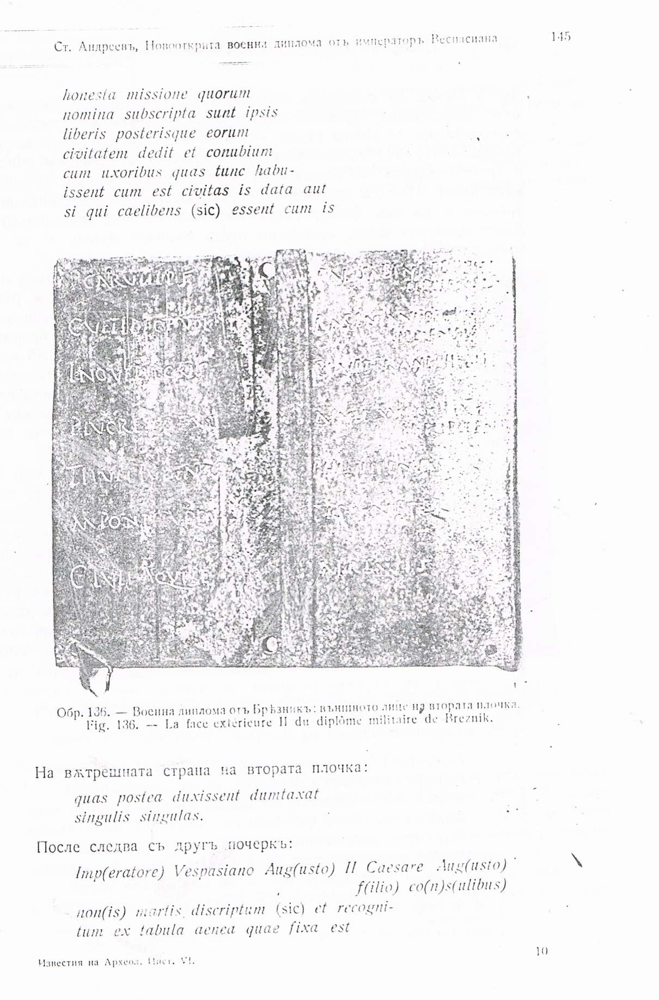 Ст. Андреевъ, Новооткрита военна диплома отъ императоръ Веспасиана 145
honesta missione quorum
nomina subscripta sunt ipsis
liberis posterisque eorum
civitatem dedit et conubium
cum uxoribus quas tunc habu-
issent cum est civitas is data aut
si qui caelibens (sic) essent cum is
Обр. 136. — Военна диплома отъ Брѣзникъ: външното лице на втората плочка.
Fig. 136. — La face exterieure II du diplôme militaire de Breznik.
На вѫтрешната страна на втората плочка:
quas postea duxissent dumtaxat
singulis singulas.
После следва съ другъ почеркъ:
Imp(eratore) Vespasiano Aug(usto) II Caesare Aug(usto)
f(ilio) co(n)s(ulibus)
non(is) martis discriptum (sic) et recogni-
tum ex tabula aenea quae fixa est
Известия на Археол. Инст. VI.
10